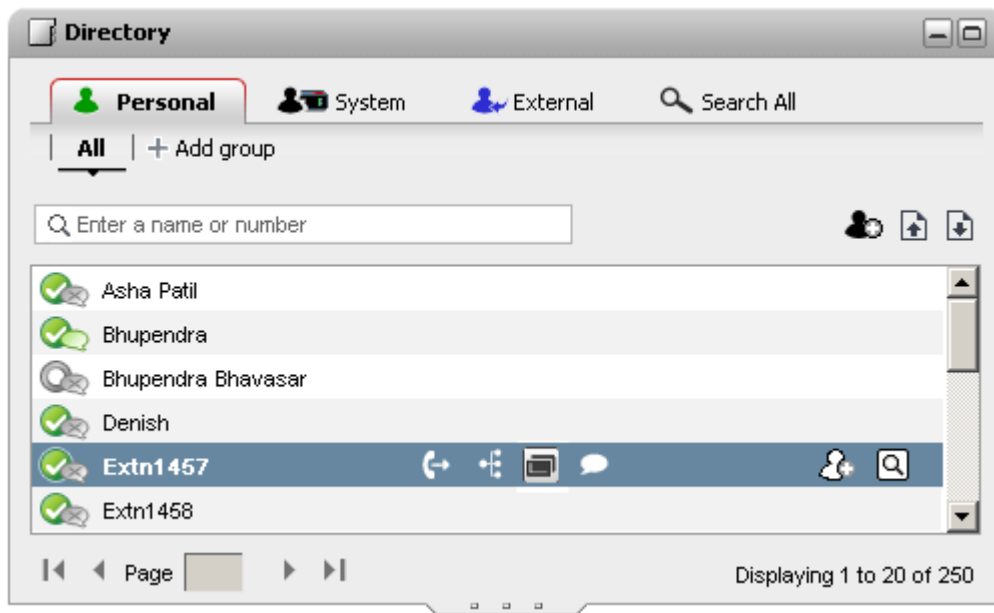 Directory
Personal System External Search All
All + Add group
Enter a name or number
Asha Patil
Bhupendra
Bhupendra Bhavasar
Denish
Extn1457
Extn1458
Page Displaying 1 to 20 of 250